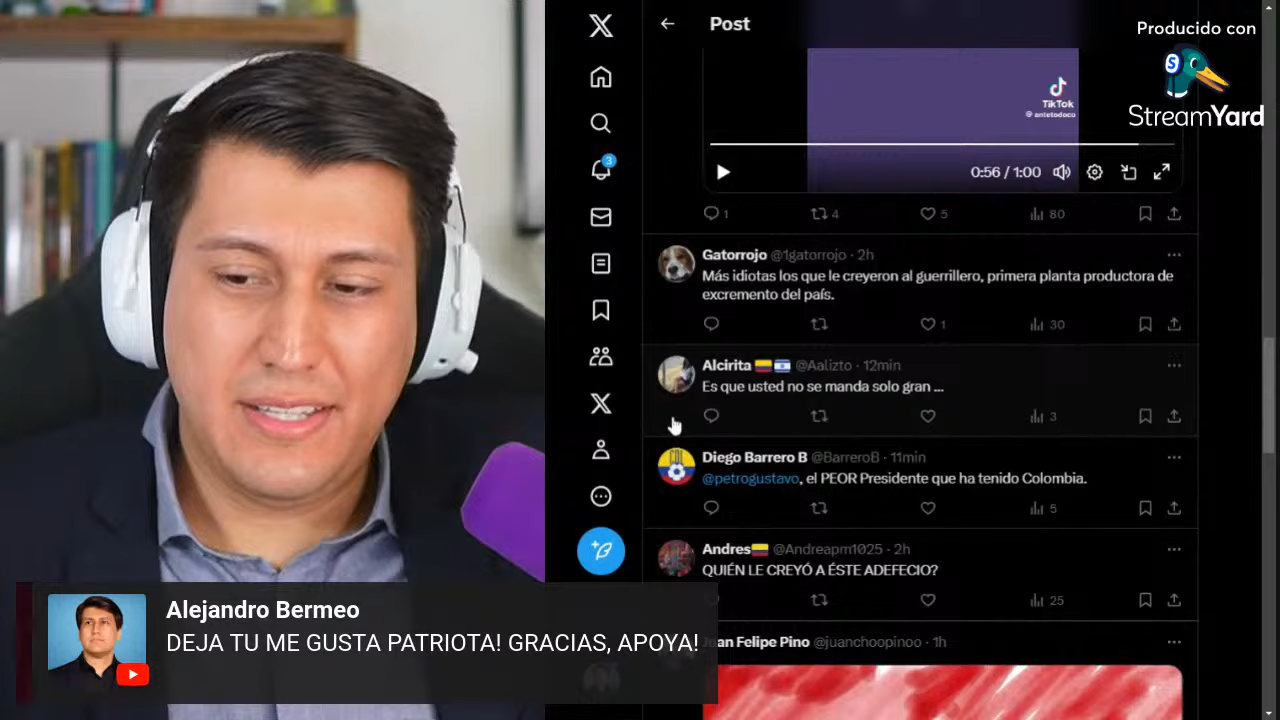 Post
Producido con
StreamYard
TikTok
@antetodoco
0:56 / 1:00
3
1
4
5
80
Gatorrojo @1gatorrojo · 2h
Más idiotas los que le creyeron al guerrillero, primera planta productora de
excremento del país.
1
30
Alcirita @Aalizto · 12min
Es que usted no se manda solo gran ...
3
Diego Barrero B @BarreroB · 11min
@petrogustavo, el PEOR Presidente que ha tenido Colombia.
5
Andres @Andreapm1025 · 2h
QUIÉN LE CREYÓ A ÉSTE ADEFECIO?
25
Felipe Pino @juanchoopinoo · 1h
Alejandro Bermeo
DEJA TU ME GUSTA PATRIOTA! GRACIAS, APOYA!